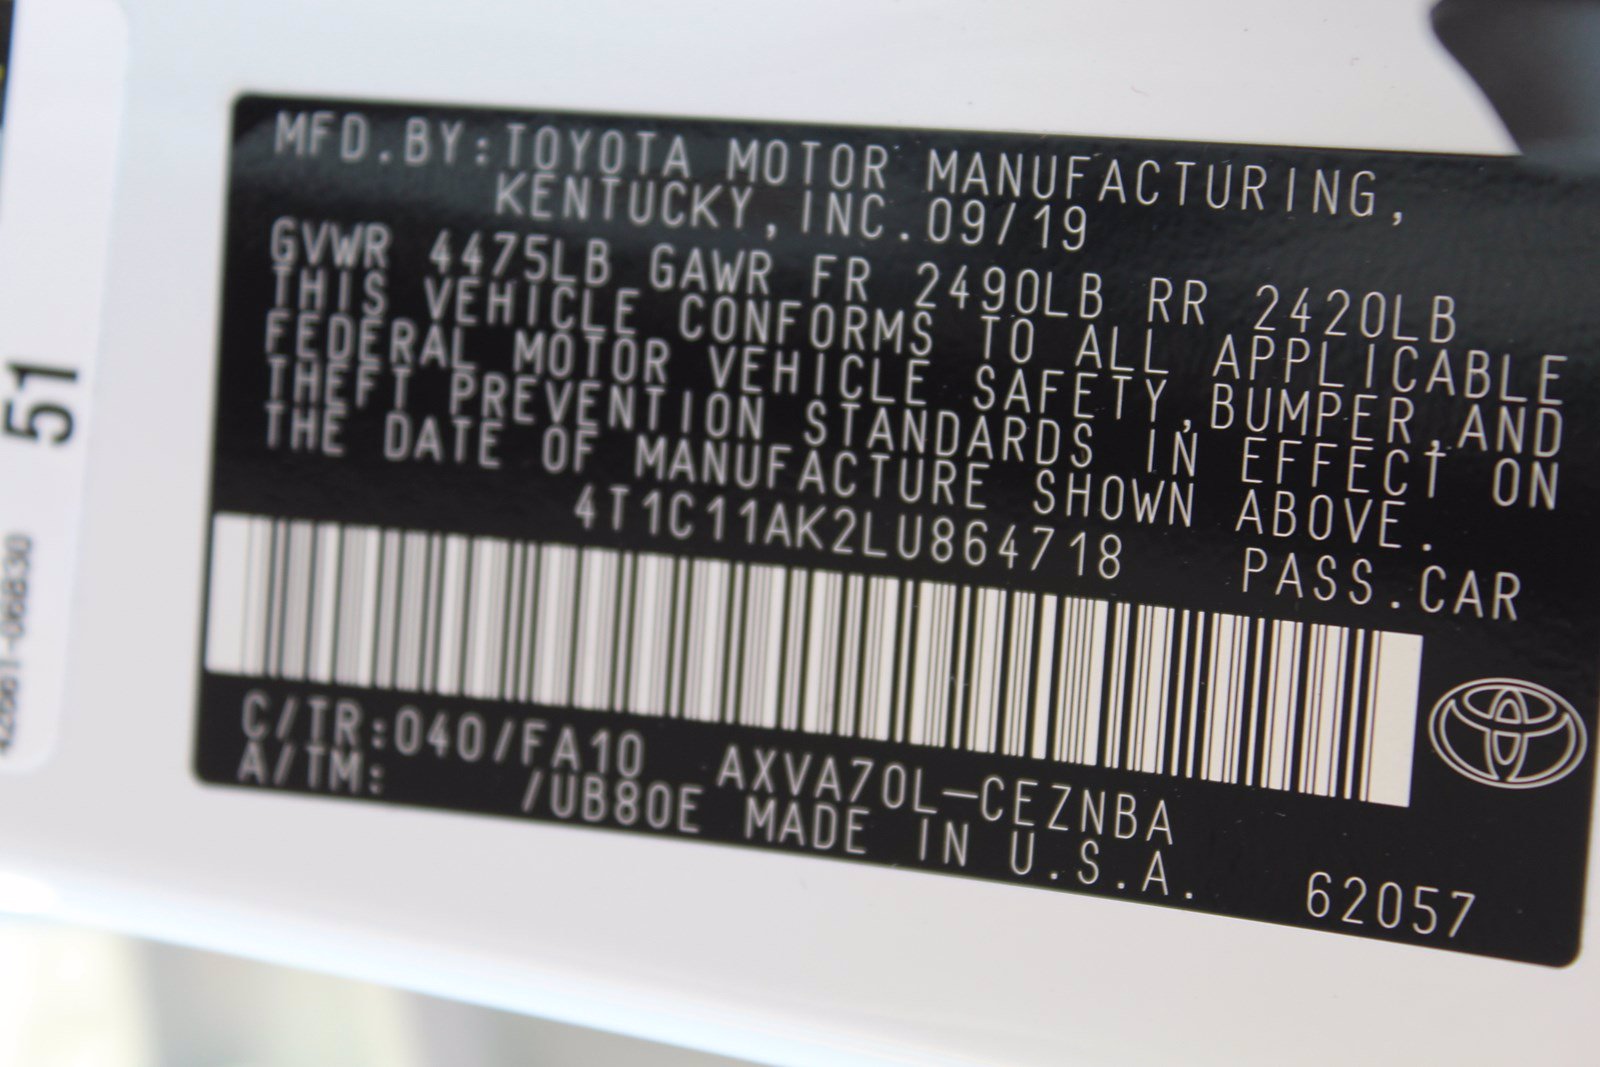 MFD.BY:TOYOTA MOTOR MANUFACTURING,
KENTUCKY,INC.09/19
GVWR 4475LB GAWR FR 2490LB RR 2420LB
THIS VEHICLE CONFORMS TO ALL APPLICABLE
FEDERAL MOTOR VEHICLE SAFETY,BUMPER,AND
THEFT PREVENTION STANDARDS IN EFFECT ON
THE DATE OF MANUFACTURE SHOWN ABOVE.
4T1C11AK2LU864718 PASS.CAR
C/TR:040/FA10 AXVA70L-CEZNBA
A/TM: /UB80E MADE IN U.S.A. 62057
51
42661-06830